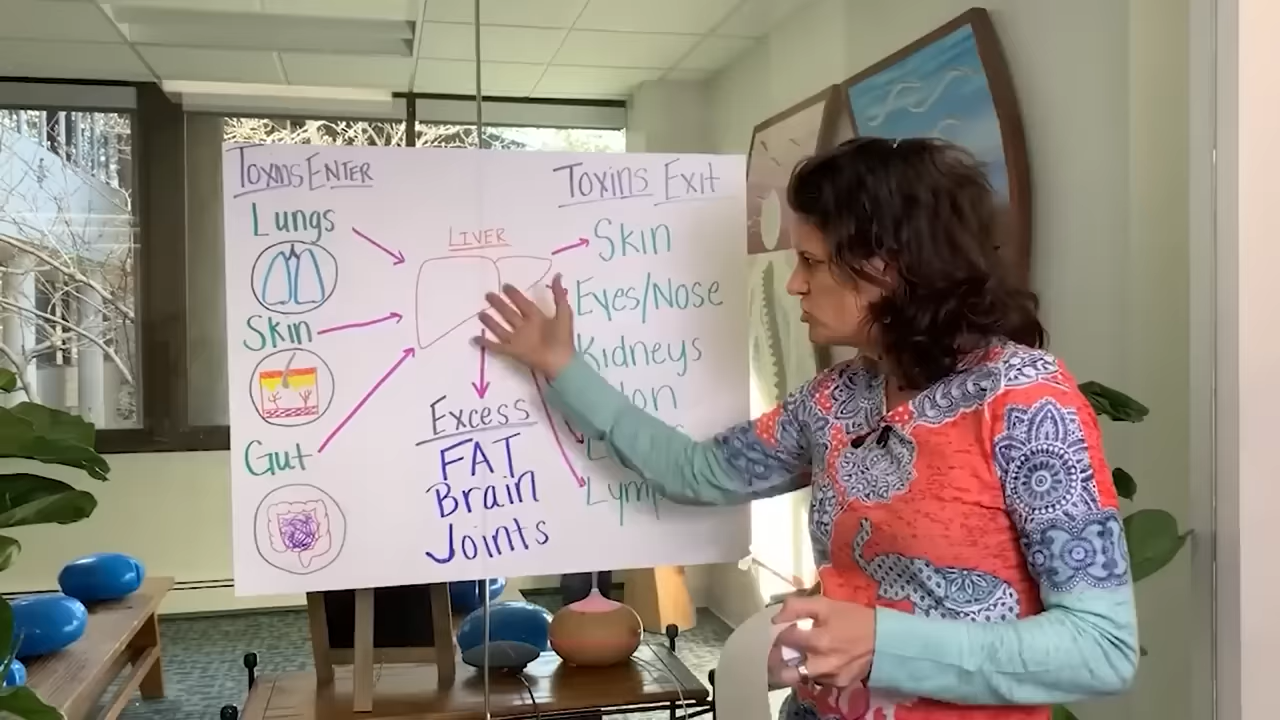 Toxins Enter
Lungs
Skin
Gut
LIVER
Excess
FAT
Brain
Joints
Toxins Exit
Skin
Eyes/Nose
Kidneys